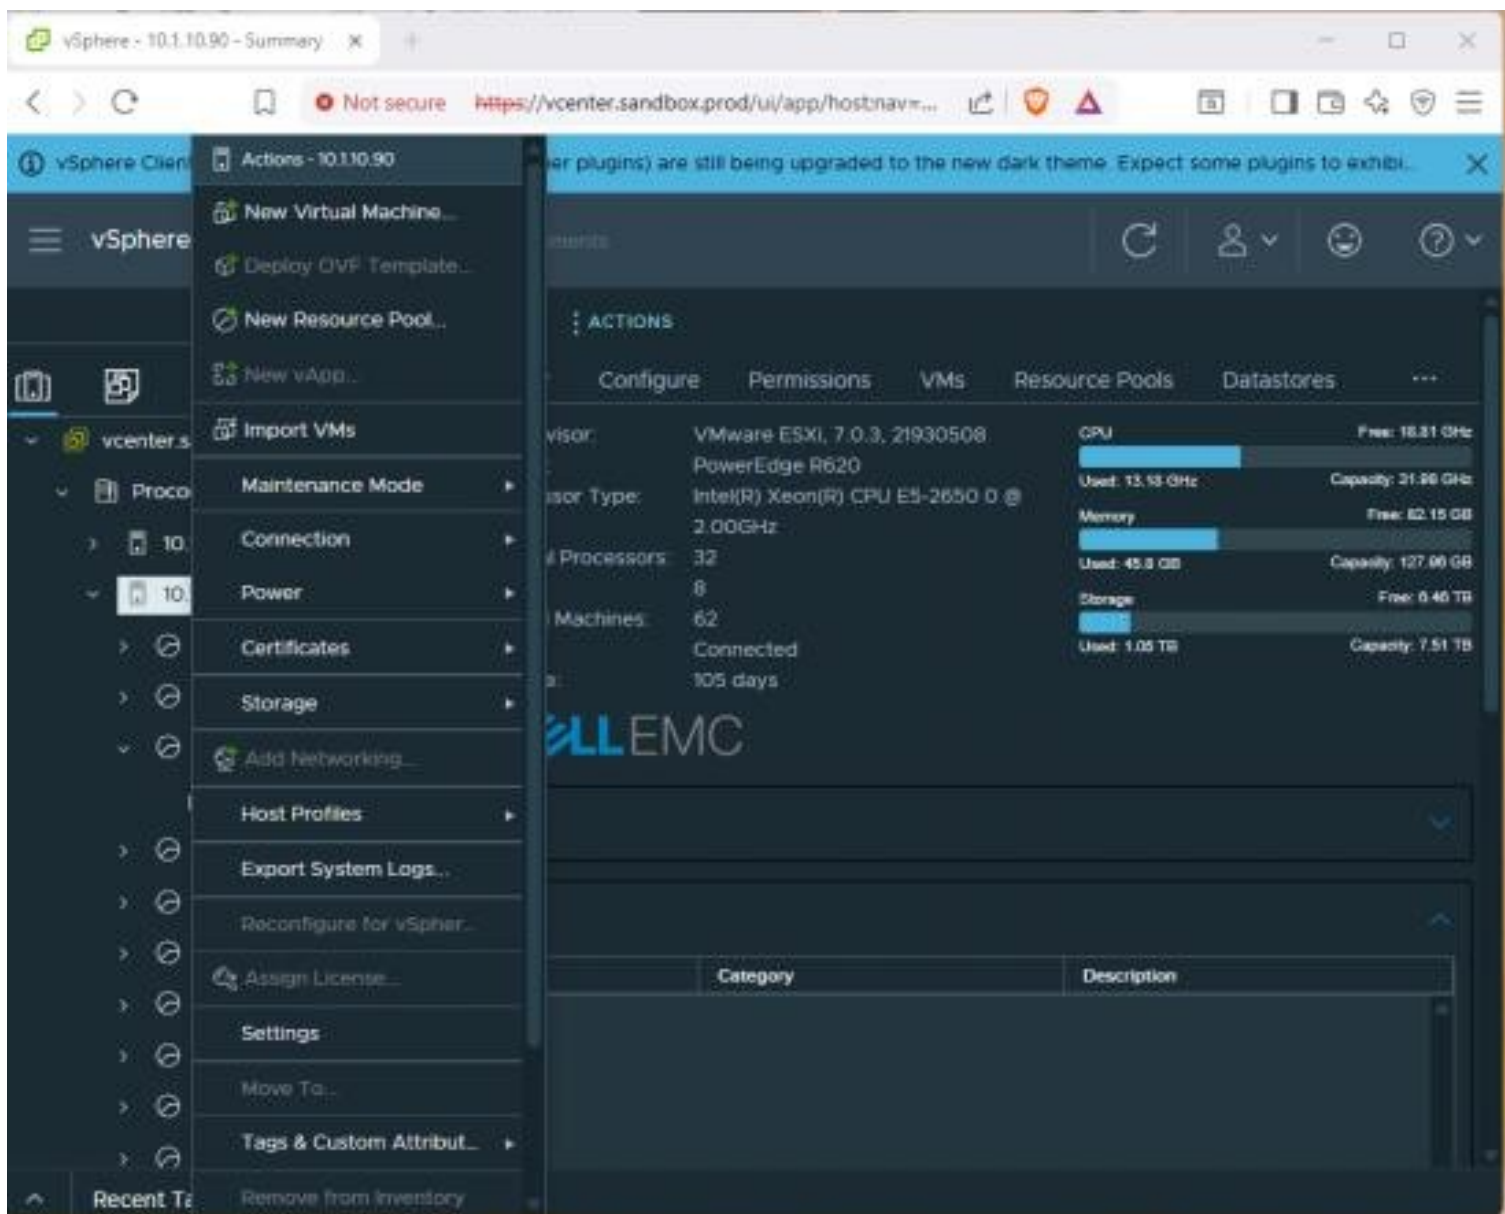 vSphere - 10.1.10.90 - Summary
Not secure https://vcenter.sandbox.prod/ui/app/host;nav=...
vSphere Clien
er plugins) are still being upgraded to the new dark theme. Expect some plugins to exhibi...
vSphere
ACTIONS
Configure Permissions VMs Resource Pools Datastores ...
Actions - 10.1.10.90
New Virtual Machine...
Deploy OVF Template...
New Resource Pool...
New vApp...
Import VMs
Maintenance Mode
Connection
Power
Certificates
Storage
Add Networking...
Host Profiles
Export System Logs...
Reconfigure for vSpher...
Assign License...
Settings
Move To...
Tags & Custom Attribut...
Remove from Inventory
vcenter.s
Proco
10.
10.
visor: VMware ESXi, 7.0.3, 21930508
PowerEdge R620
sor Type: Intel(R) Xeon(R) CPU E5-2650 0 @
2.00GHz
l Processors: 32
8
Machines: 62
Connected
105 days
CPU Free: 18.81 GHz
Used: 13.18 GHz Capacity: 31.98 GHz
Memory Free: 82.15 GB
Used: 45.8 GB Capacity: 127.96 GB
Storage Free: 6.46 TB
Used: 1.05 TB Capacity: 7.51 TB
LLEMC
Category Description
Recent Ta